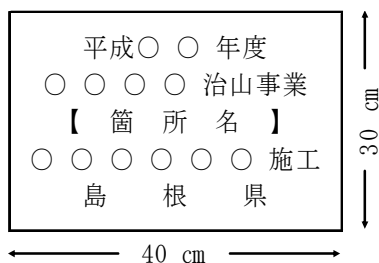 平成○ ○ 年度
○ ○ ○ ○ 治山事業
【 箇 所 名 】
○ ○ ○ ○ ○ ○ 施工
島 根 県
30 cm
40 cm